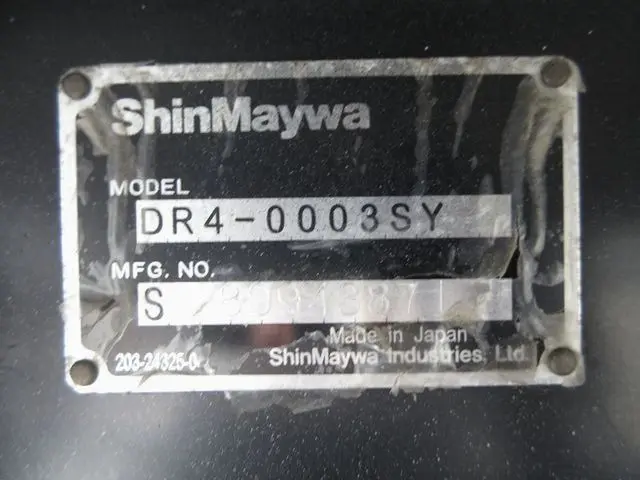 ShinMaywa
MODEL
DR4-0003SY
MFG. NO.
S
Made in Japan
203-24325-0
ShinMaywa Industries, Ltd.